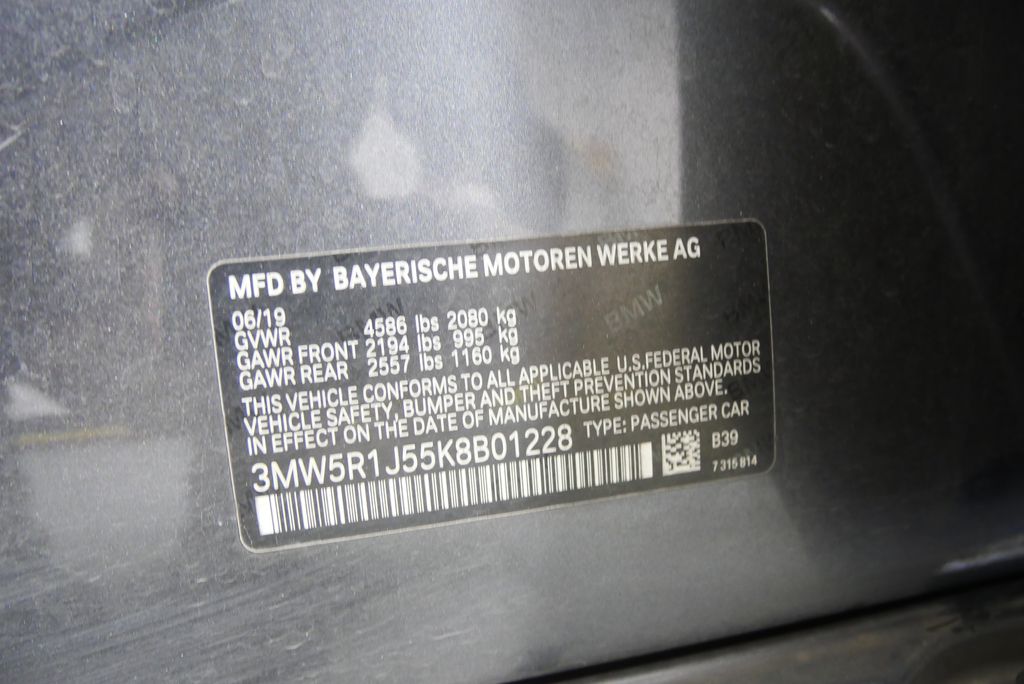 MFD BY BAYERISCHE MOTOREN WERKE AG
06/19
GVWR 4586 lbs 2080 kg
GAWR FRONT 2194 lbs 995 kg
GAWR REAR 2557 lbs 1160 kg
THIS VEHICLE CONFORMS TO ALL APPLICABLE U.S.FEDERAL MOTOR
VEHICLE SAFETY, BUMPER AND THEFT PREVENTION STANDARDS
IN EFFECT ON THE DATE OF MANUFACTURE SHOWN ABOVE.
3MW5R1J55K8B01228 TYPE: PASSENGER CAR
B39
7 315 814
BMW